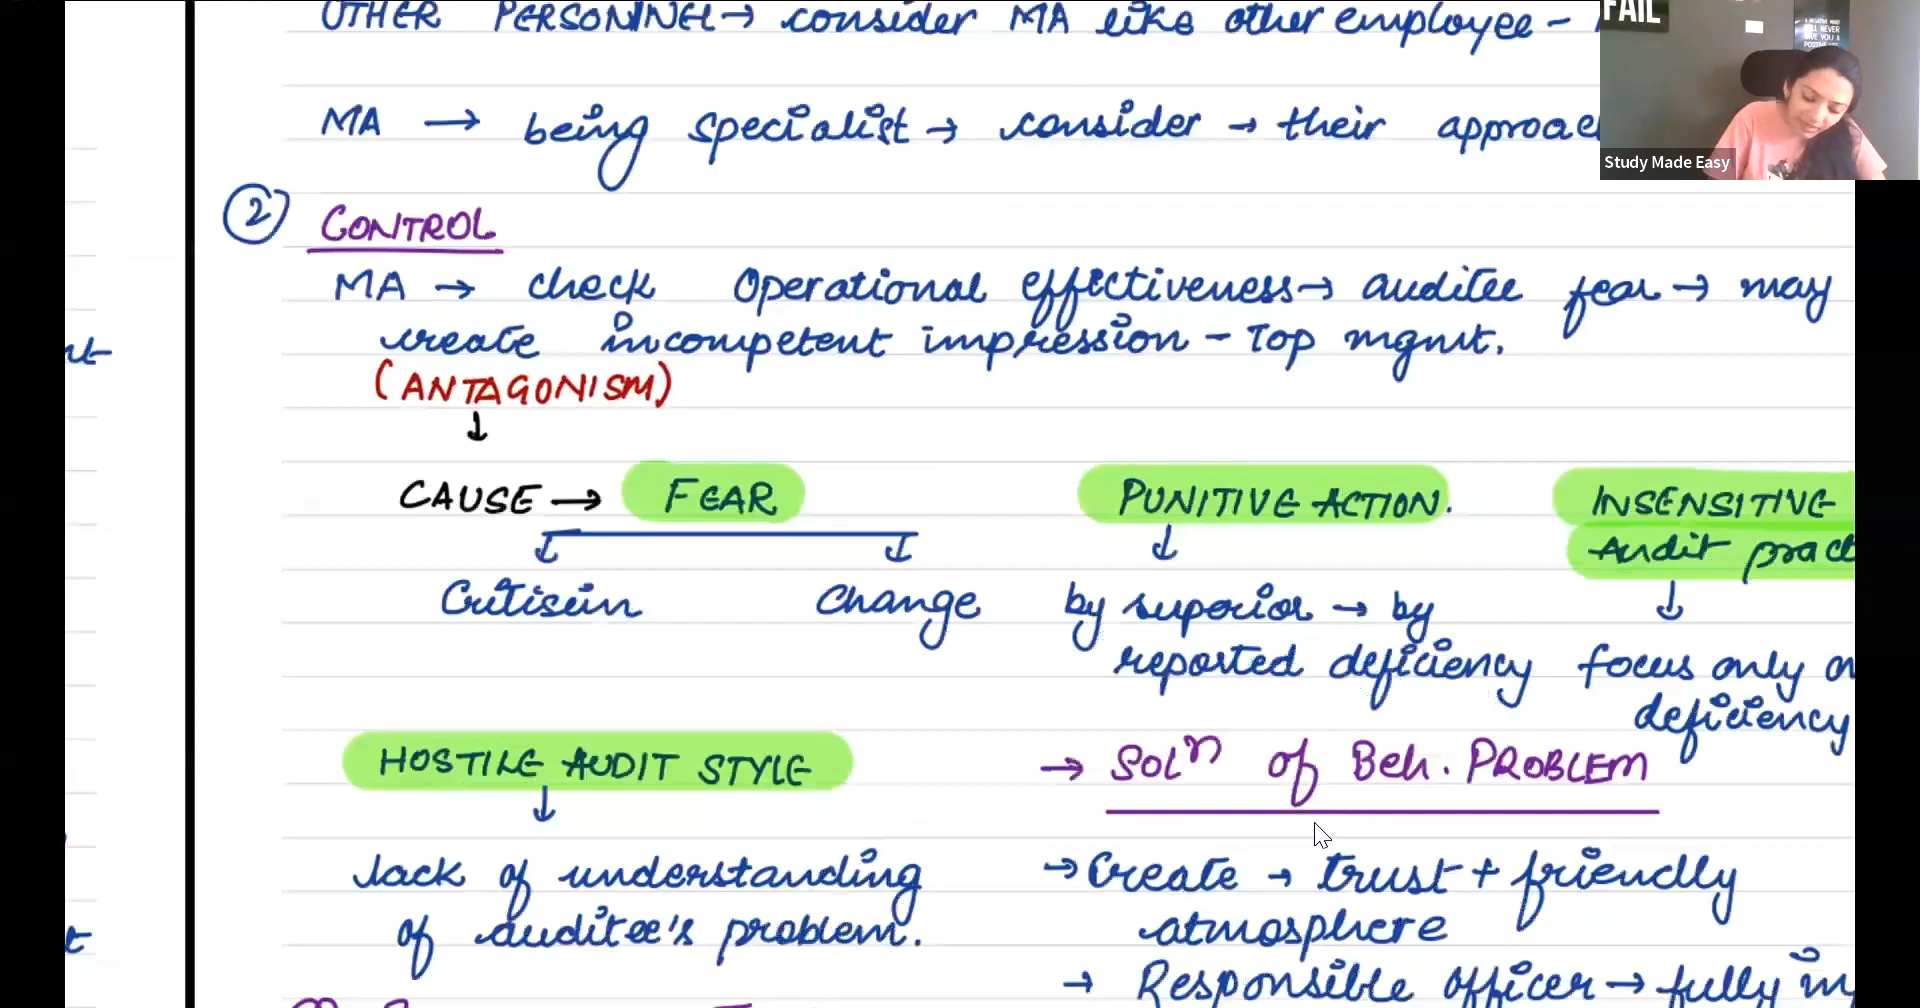 OTHER PERSONNEL → consider MA like other employee -
FAIL
MA → being specialist → consider → their approac
Study Made Easy
② CONTROL
MA → check Operational effectiveness → auditee fear → may
create incompetent impression - Top mgmt.
(ANTAGONISM)
↓
CAUSE → FEAR PUNITIVE ACTION. INSENSITIVE
Audit pract
Critisim Change by superior → by
reported deficiency focus only on
deficiency
HOSTILE AUDIT STYLE → SOLⁿ of Beh. PROBLEM
↓
lack of understanding → Create → trust + friendly
of auditee's problem. atmosphere
→ Responsible officer → fully in